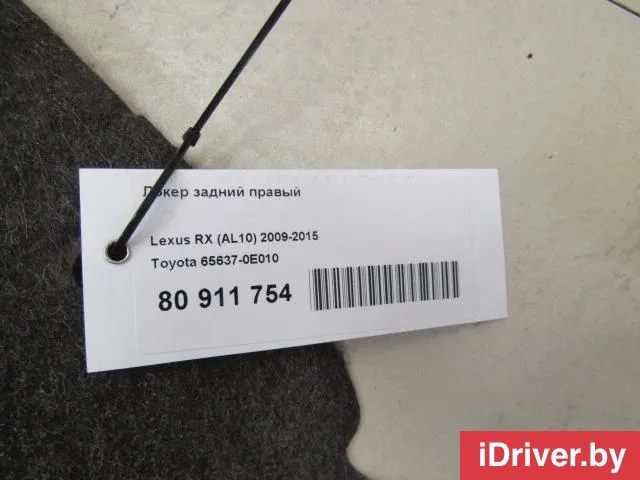 Локер задний правый
Lexus RX (AL10) 2009-2015
Toyota 65637-0E010
80 911 754
iDriver.by